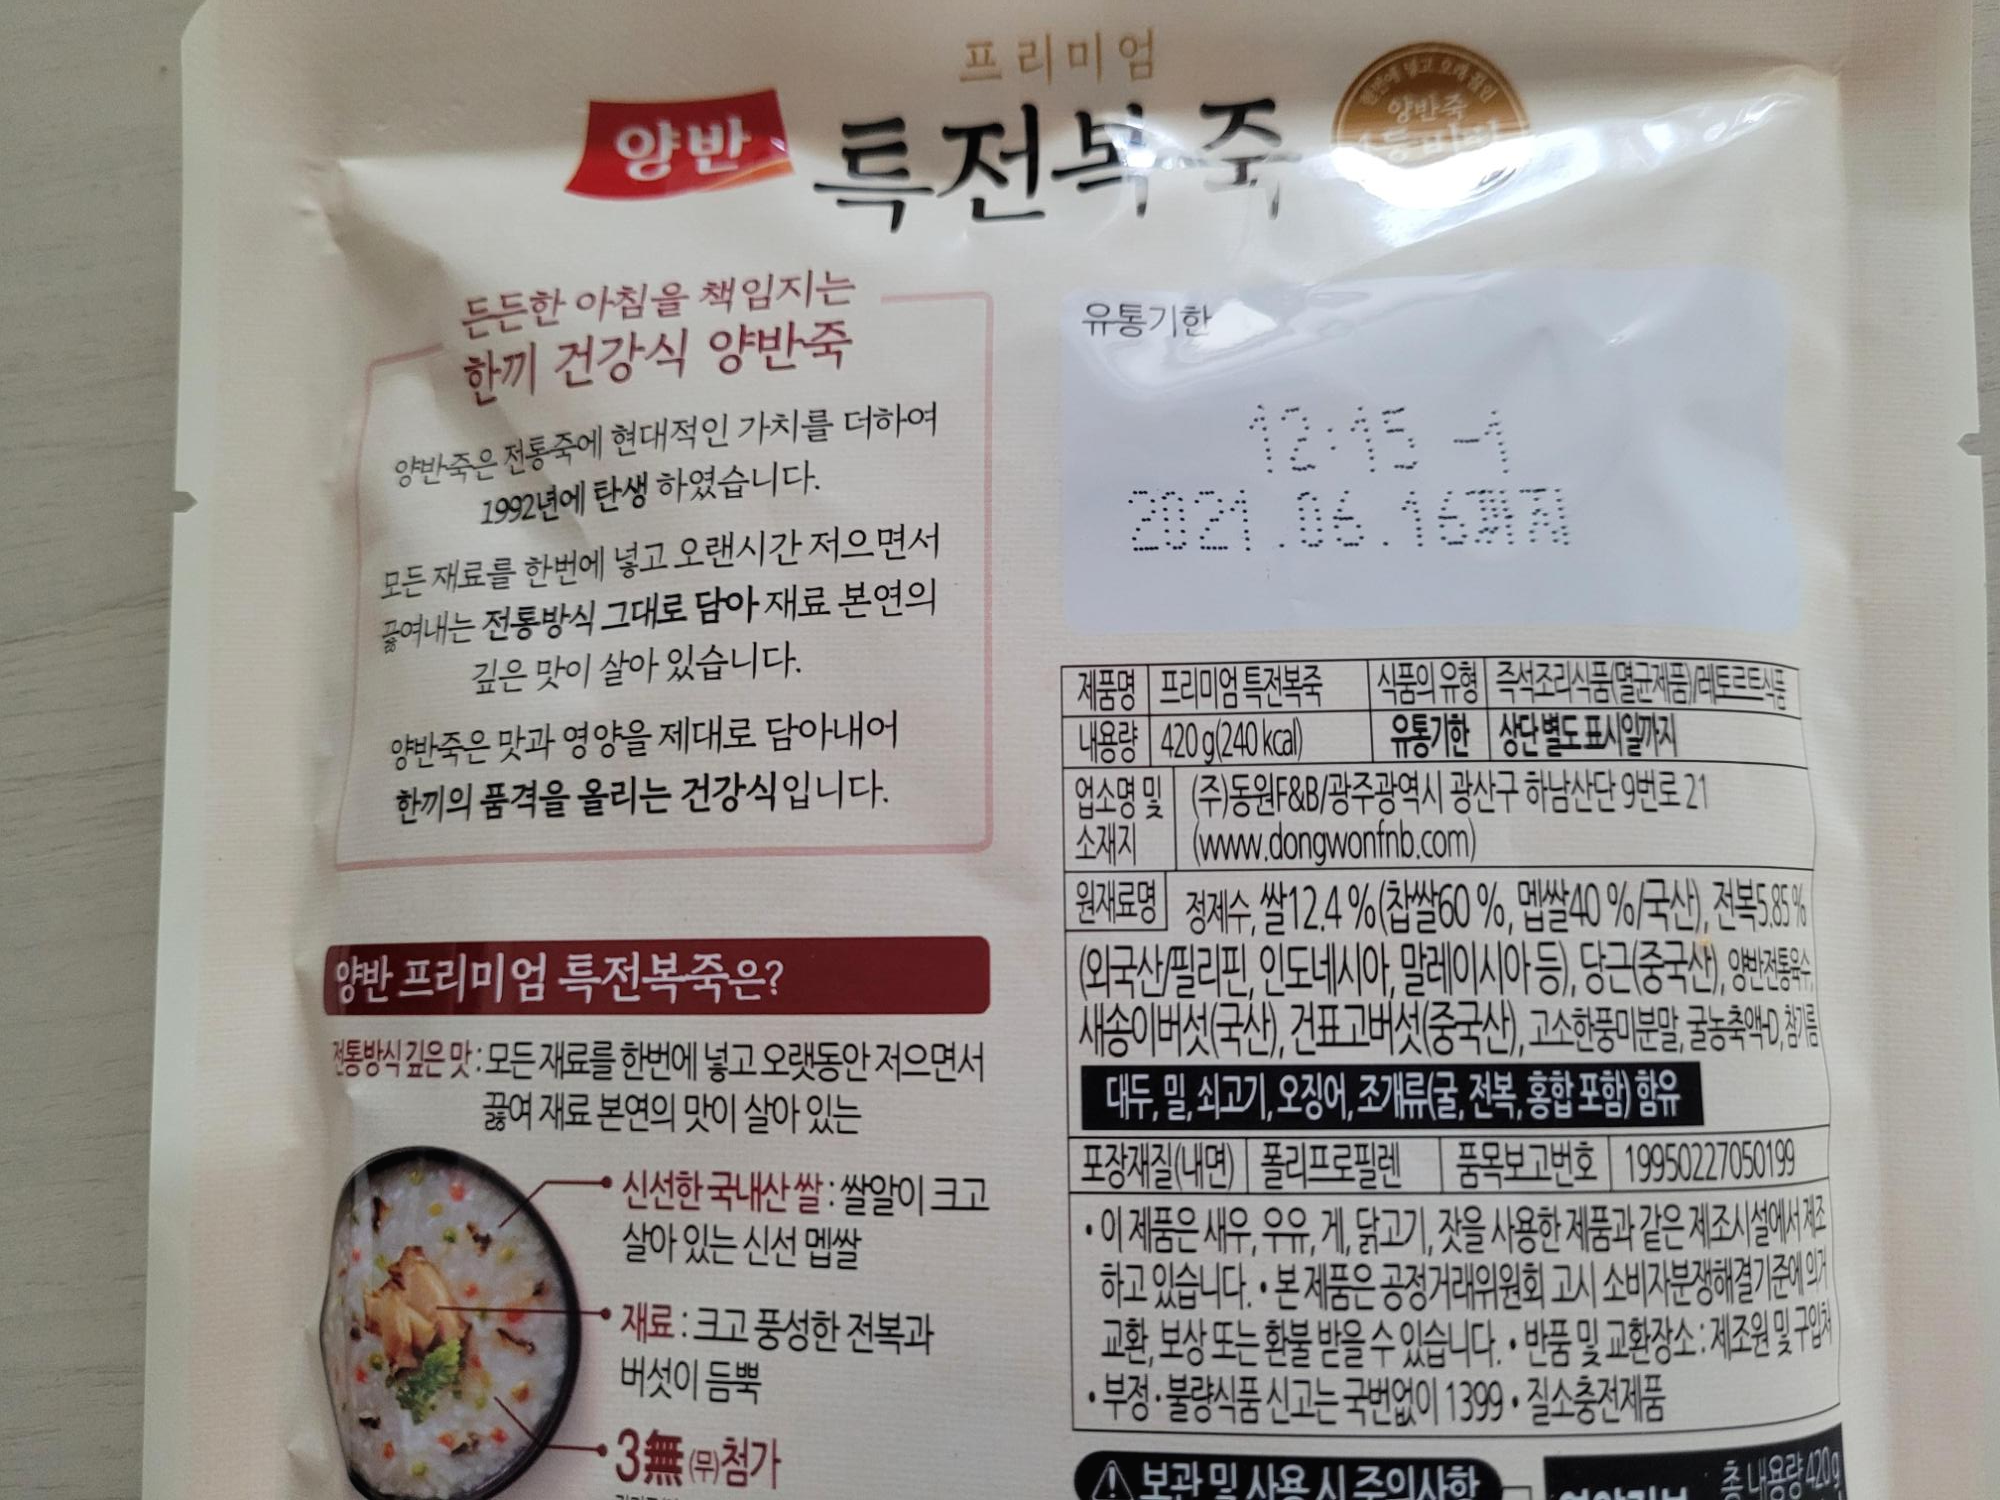 프리미엄
양반 특전복죽
한번에 넣고 오래 끓인
양반죽
든든한 아침을 책임지는
한끼 건강식 양반죽
양반죽은 전통죽에 현대적인 가치를 더하여
1992년에 탄생 하였습니다.
모든 재료를 한번에 넣고 오랜시간 저으면서
끓여내는 전통방식 그대로 담아 재료 본연의
깊은 맛이 살아 있습니다.
양반죽은 맛과 영양을 제대로 담아내어
한끼의 품격을 올리는 건강식입니다.
양반 프리미엄 특전복죽은?
전통방식 깊은 맛 : 모든 재료를 한번에 넣고 오랫동안 저으면서
끓여 재료 본연의 맛이 살아 있는
신선한 국내산 쌀 : 쌀알이 크고
살아 있는 신선 멥쌀
재료 : 크고 풍성한 전복과
버섯이 듬뿍
3無(무)첨가
유통기한
12:15 -1
2021.06.16까지
제품명 프리미엄 특전복죽 식품의 유형 즉석조리식품(멸균제품)/레토르트식품
내용량 420 g(240 kcal) 유통기한 상단 별도 표시일까지
업소명 및 (주)동원F&B/광주광역시 광산구 하남산단 9번로 21
소재지 (www.dongwonfnb.com)
원재료명 정제수, 쌀12.4 %(찹쌀60 %, 멥쌀40 %/국산), 전복5.85 %
(외국산/필리핀, 인도네시아, 말레이시아 등), 당근(중국산), 양반전통육수,
새송이버섯(국산), 건표고버섯(중국산), 고소한풍미분말, 굴농축액-D, 참기름
대두, 밀, 쇠고기, 오징어, 조개류(굴, 전복, 홍합 포함) 함유
포장재질(내면) 폴리프로필렌 품목보고번호 19950227050199
• 이 제품은 새우, 우유, 게, 닭고기, 잣을 사용한 제품과 같은 제조시설에서 제조
하고 있습니다. • 본 제품은 공정거래위원회 고시 소비자분쟁해결기준에 의거
교환, 보상 또는 환불 받을 수 있습니다. • 반품 및 교환장소 : 제조원 및 구입처
• 부정·불량식품 신고는 국번없이 1399 • 질소충전제품
보관 및 사용 시 주의사항
총 내용량 420g